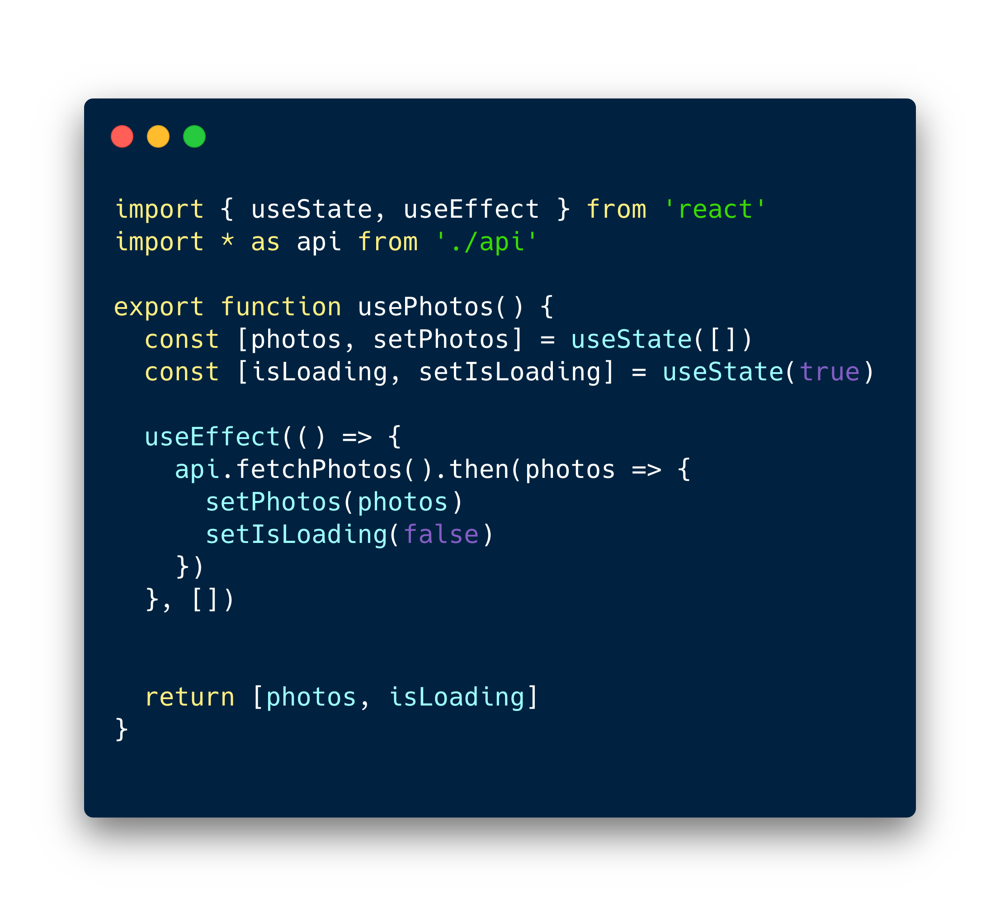 import { useState, useEffect } from 'react'
import * as api from './api'
export function usePhotos() {
  const [photos, setPhotos] = useState([])
  const [isLoading, setIsLoading] = useState(true)
  useEffect(() => {
    api.fetchPhotos().then(photos => {
      setPhotos(photos)
      setIsLoading(false)
    })
  }, [])
  return [photos, isLoading]
}